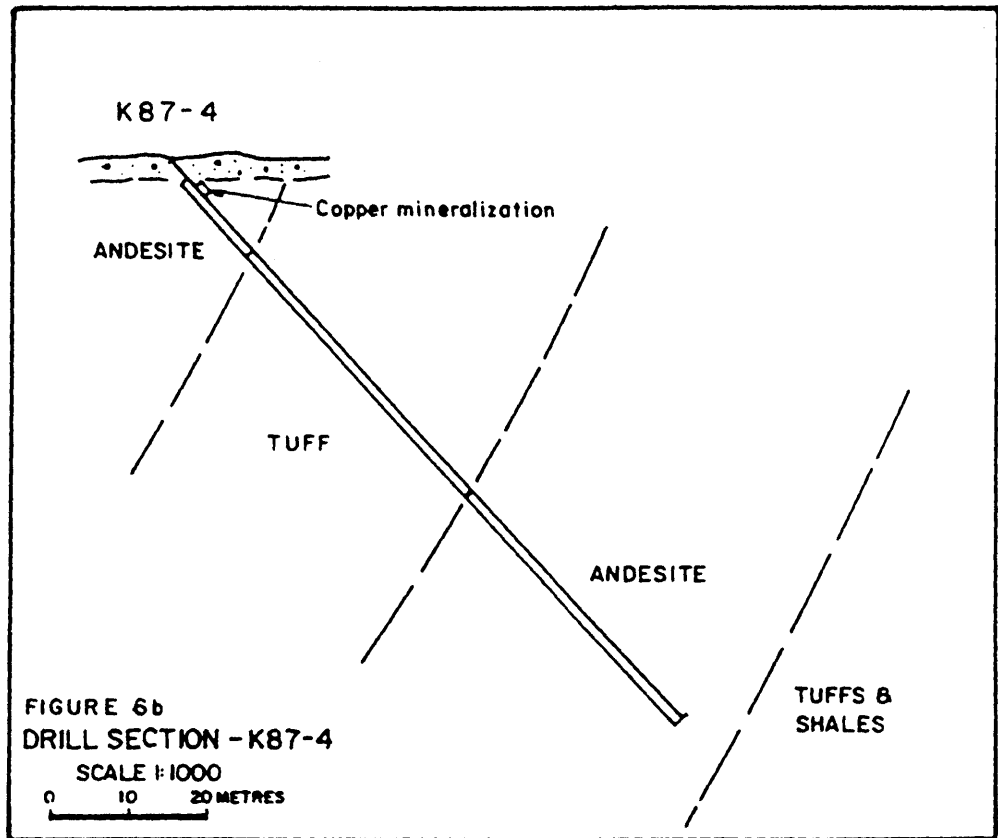 K87-4
Copper mineralization
ANDESITE
TUFF
ANDESITE
TUFFS &
SHALES
FIGURE 6b
DRILL SECTION - K87-4
SCALE 1:1000
0 10 20 METRES